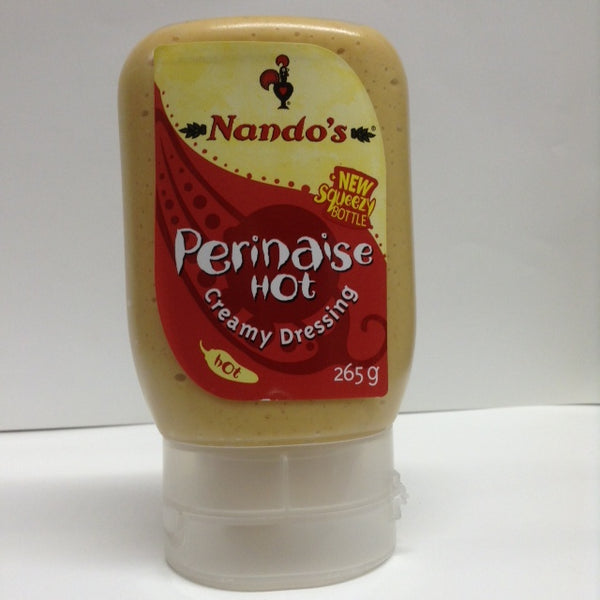 Nando's
NEW
Squeezy
BOTTLE
Perinaise
HOT
Creamy Dressing
hot
265g